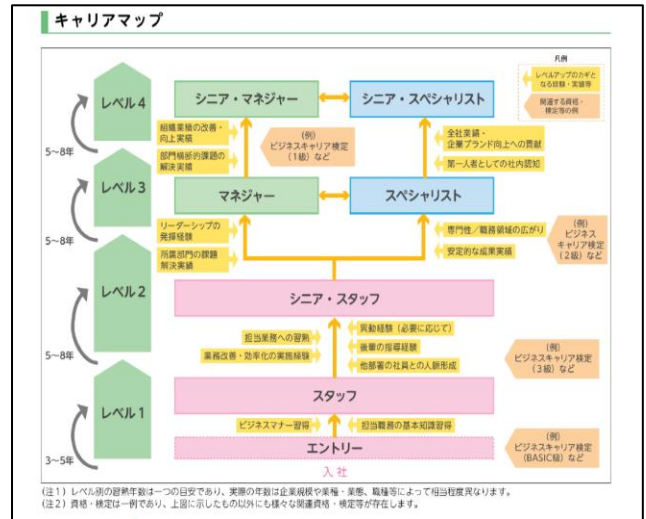 キャリアマップ
凡例
レベルアップのカギと
なる経験・実績等
関連する資格・
検定等の例
レベル4
シニア・マネジャー
シニア・スペシャリスト
5～8年
組織業績の改善・
向上実績
部門横断的課題の
解決実績
(例)
ビジネスキャリア検定
(1級)など
全社業績・
企業ブランド向上への貢献
第一人者としての社内認知
レベル3
マネジャー
スペシャリスト
5～8年
リーダーシップの
発揮経験
所属部門の課題
解決実績
専門性／職務領域の広がり
安定的な成果実績
(例)
ビジネス
キャリア検定
(2級)など
レベル2
シニア・スタッフ
5～8年
担当業務への習熟
業務改善・効率化の実施経験
異動経験（必要に応じて）
後輩の指導経験
他部署の社員との人脈形成
(例)
ビジネスキャリア検定
(3級)など
レベル1
スタッフ
3～5年
ビジネスマナー習得
担当職務の基本知識習得
エントリー
(例)
ビジネスキャリア検定
(BASIC級)など
入社
(注1）レベル別の習熟年数は一つの目安であり、実際の年数は企業規模や業種・業態、職種等によって相当程度異なります。
(注2）資格・検定は一例であり、上図に示したもの以外にも様々な関連資格・検定等が存在します。